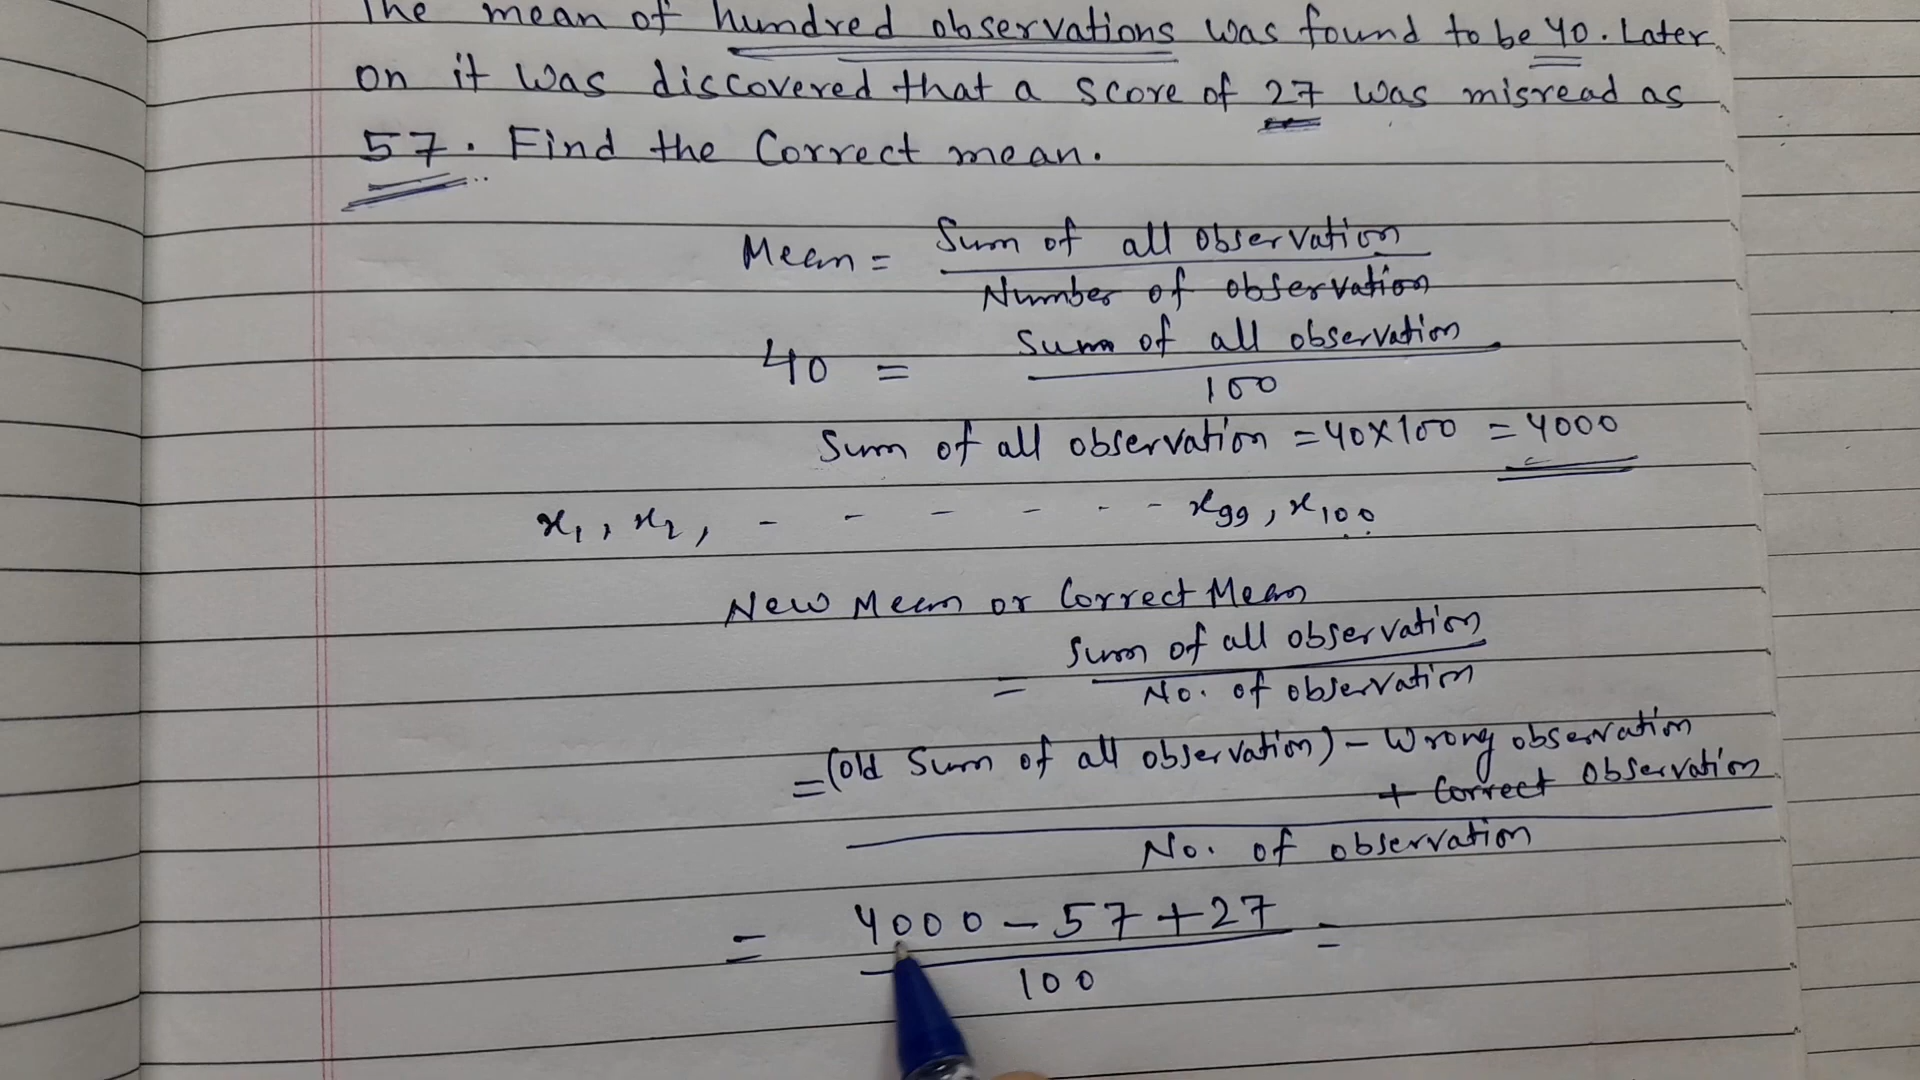 The mean of hundred observations was found to be 40. Later
on it was discovered that a score of 27 was misread as
57. Find the Correct mean.
Mean = Sum of all observation
Number of observation
40 = Sum of all observation
100
Sum of all observation = 40×100 = 4000
x₁, x₂, - - - - - - x₉₉, x₁₀₀
New Mean or Correct Mean
= Sum of all observation
No. of observation
= (old Sum of all observation) - Wrong observation
+ Correct Observation
No. of observation
= 4000 - 57 + 27 =
100